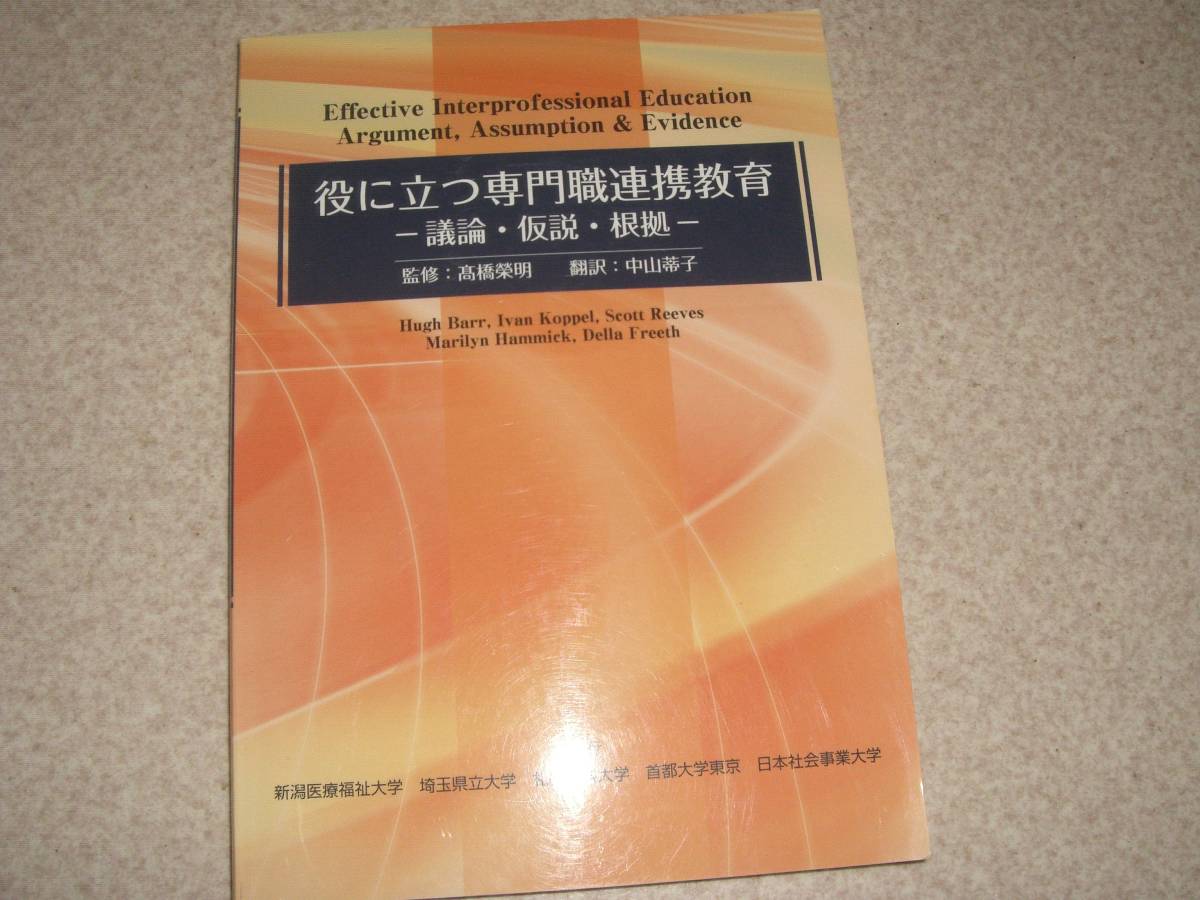 Effective Interprofessional Education
Argument, Assumption & Evidence
役に立つ専門職連携教育
－議論・仮説・根拠－
監修：髙橋榮明　翻訳：中山蒂子
Hugh Barr, Ivan Koppel, Scott Reeves
Marilyn Hammick, Della Freeth
新潟医療福祉大学　埼玉県立大学　首都大学東京　日本社会事業大学